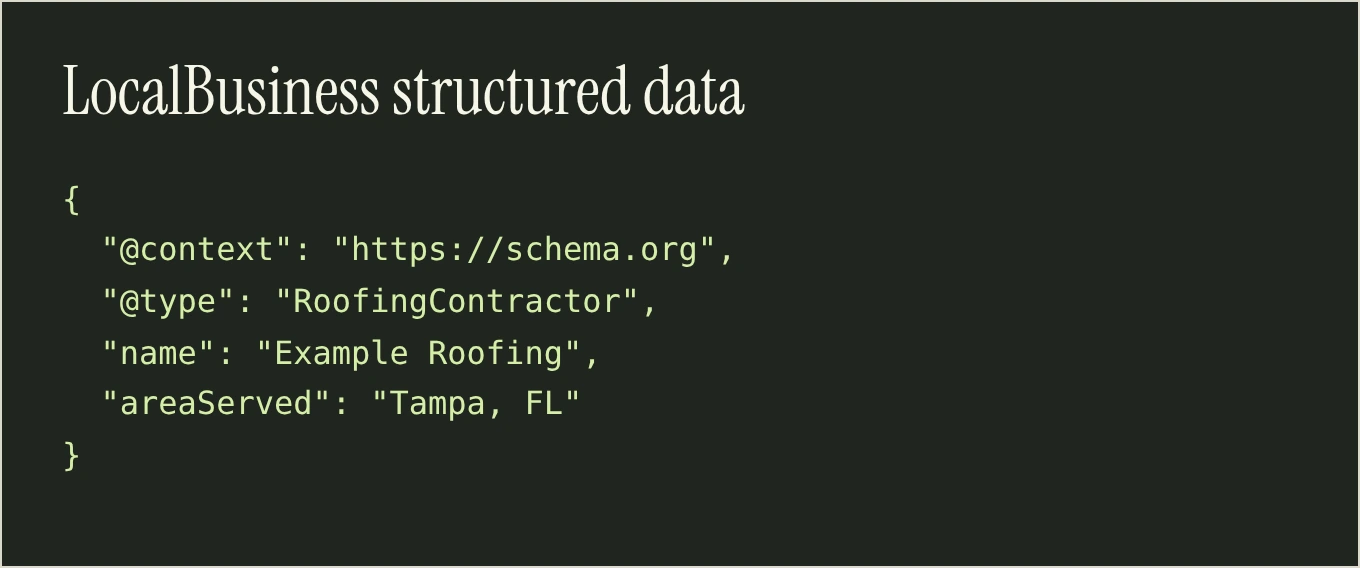 LocalBusiness structured data
{
  "@context": "https://schema.org",
  "@type": "RoofingContractor",
  "name": "Example Roofing",
  "areaServed": "Tampa, FL"
}